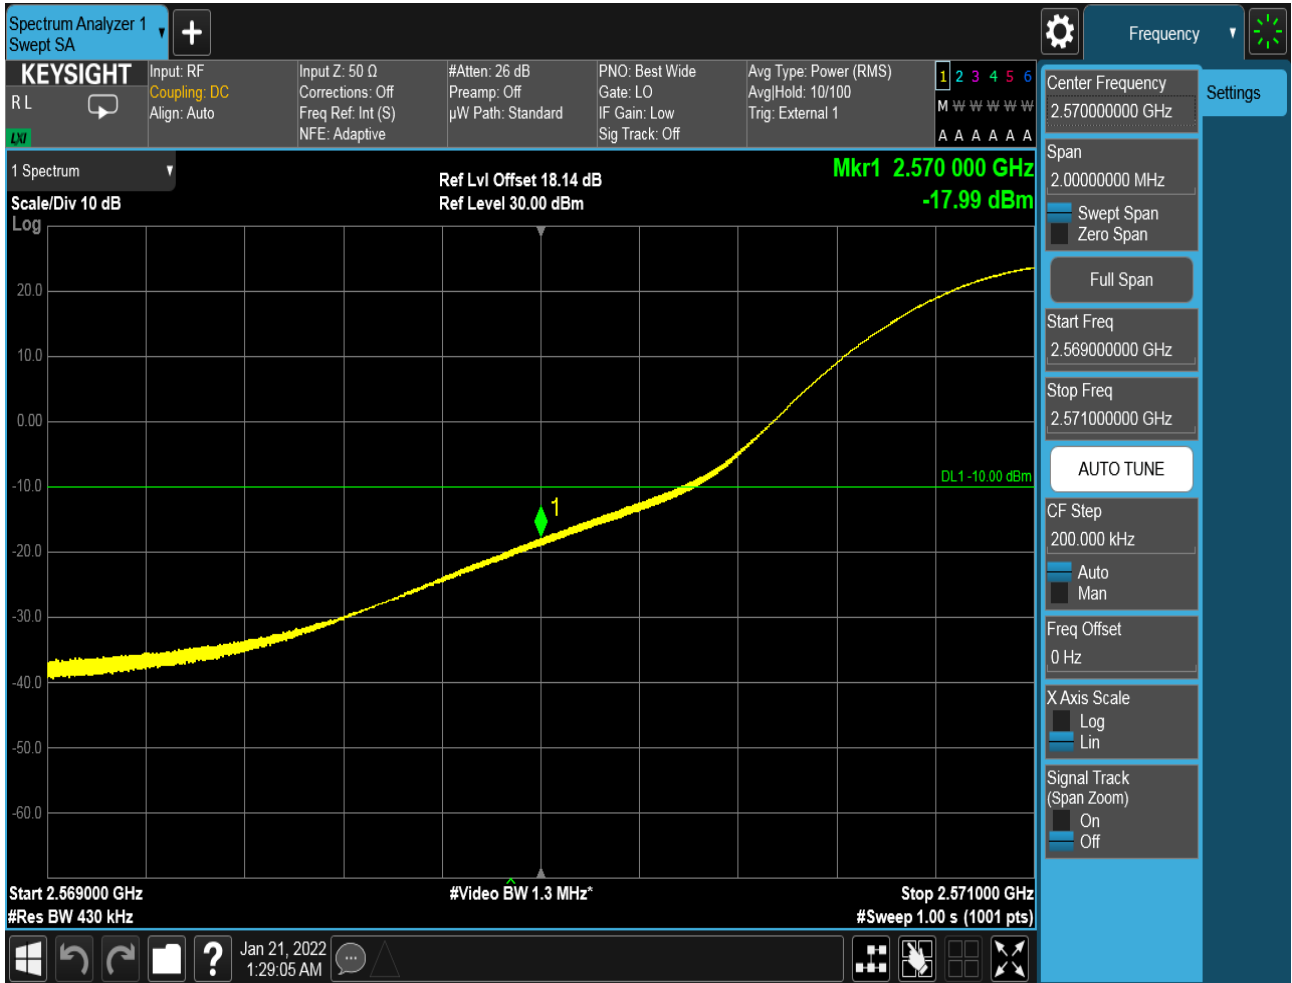 Spectrum Analyzer 1
Swept SA
Frequency
KEYSIGHT
R L
LXI
Input: RF
Coupling: DC
Align: Auto
Input Z: 50 Ω
Corrections: Off
Freq Ref: Int (S)
NFE: Adaptive
#Atten: 26 dB
Preamp: Off
µW Path: Standard
PNO: Best Wide
Gate: LO
IF Gain: Low
Sig Track: Off
Avg Type: Power (RMS)
Avg|Hold: 10/100
Trig: External 1
1 2 3 4 5 6
M W W W W W
A A A A A A
1 Spectrum
Scale/Div 10 dB
Log
Ref Lvl Offset 18.14 dB
Ref Level 30.00 dBm
Mkr1 2.570 000 GHz
-17.99 dBm
20.0
10.0
0.00
-10.0
-20.0
-30.0
-40.0
-50.0
-60.0
DL1 -10.00 dBm
1
Start 2.569000 GHz
#Res BW 430 kHz
#Video BW 1.3 MHz*
Stop 2.571000 GHz
#Sweep 1.00 s (1001 pts)
Center Frequency
2.570000000 GHz
Span
2.00000000 MHz
Swept Span
Zero Span
Full Span
Start Freq
2.569000000 GHz
Stop Freq
2.571000000 GHz
AUTO TUNE
CF Step
200.000 kHz
Auto
Man
Freq Offset
0 Hz
X Axis Scale
Log
Lin
Signal Track
(Span Zoom)
On
Off
Settings
?
Jan 21, 2022
1:29:05 AM